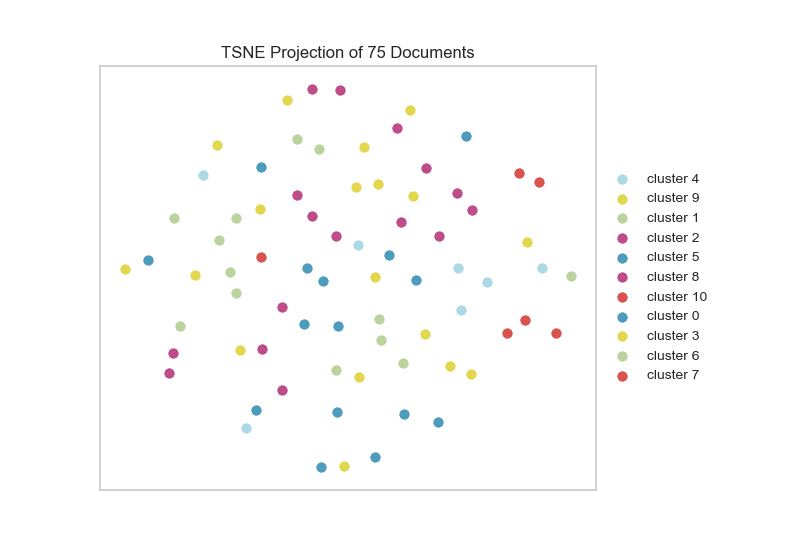 TSNE Projection of 75 Documents
cluster 4
cluster 9
cluster 1
cluster 2
cluster 5
cluster 8
cluster 10
cluster 0
cluster 3
cluster 6
cluster 7